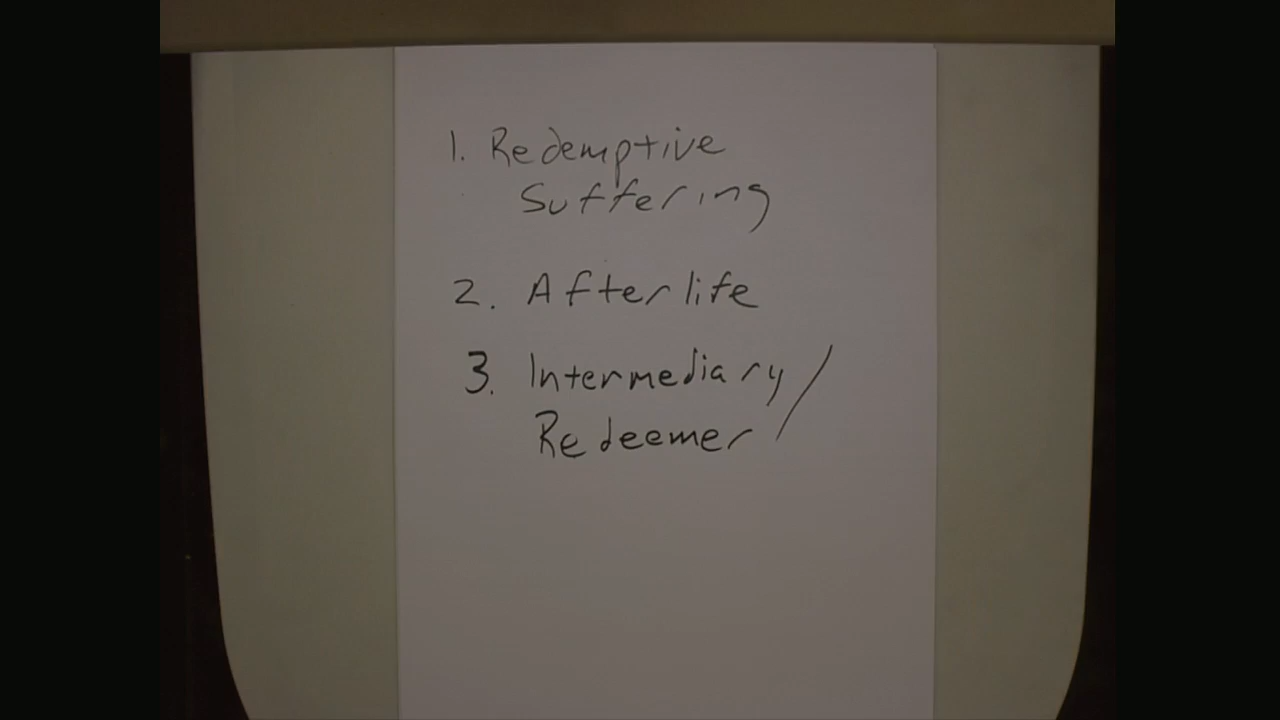 1. Redemptive
Suffering
2. Afterlife
3. Intermediary/
Redeemer